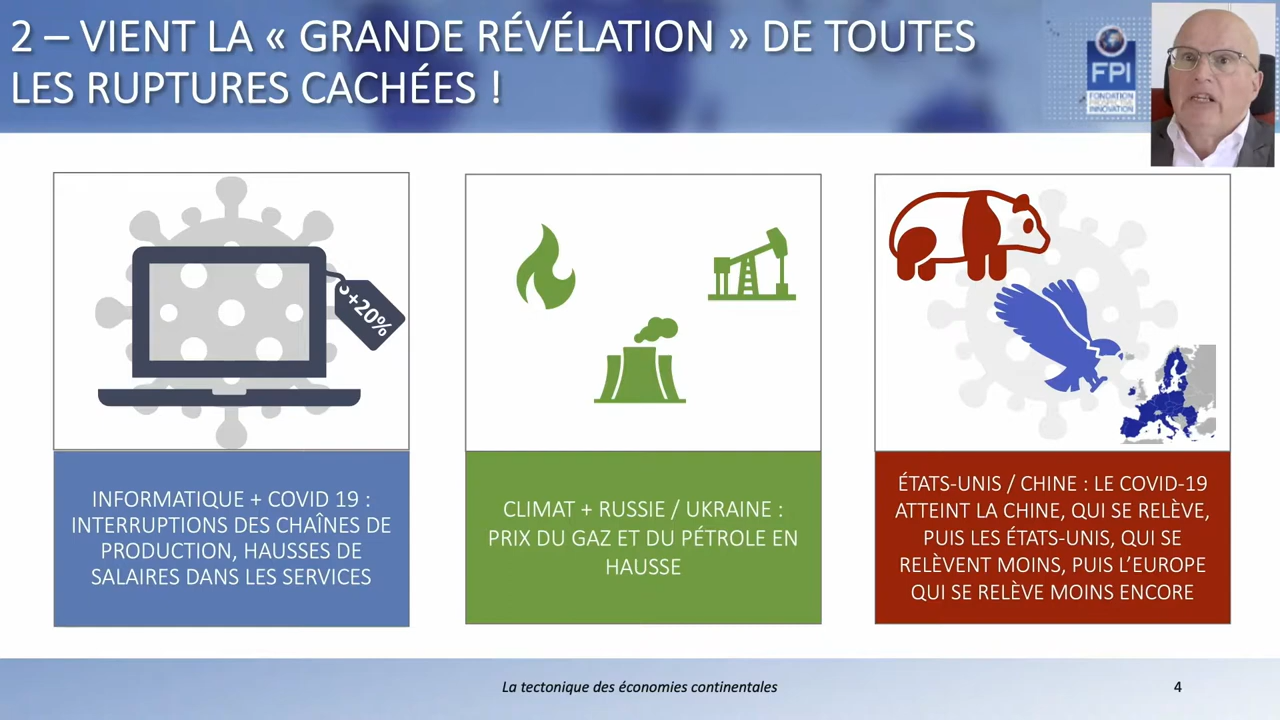 2 – VIENT LA « GRANDE RÉVÉLATION » DE TOUTES
LES RUPTURES CACHÉES !
FPI
FONDATION
PROSPECTIVE
INNOVATION
+20%
INFORMATIQUE + COVID 19 :
INTERRUPTIONS DES CHAÎNES DE
PRODUCTION, HAUSSES DE
SALAIRES DANS LES SERVICES
CLIMAT + RUSSIE / UKRAINE :
PRIX DU GAZ ET DU PÉTROLE EN
HAUSSE
ÉTATS-UNIS / CHINE : LE COVID-19
ATTEINT LA CHINE, QUI SE RELÈVE,
PUIS LES ÉTATS-UNIS, QUI SE
RELÈVENT MOINS, PUIS L’EUROPE
QUI SE RELÈVE MOINS ENCORE
La tectonique des économies continentales
4